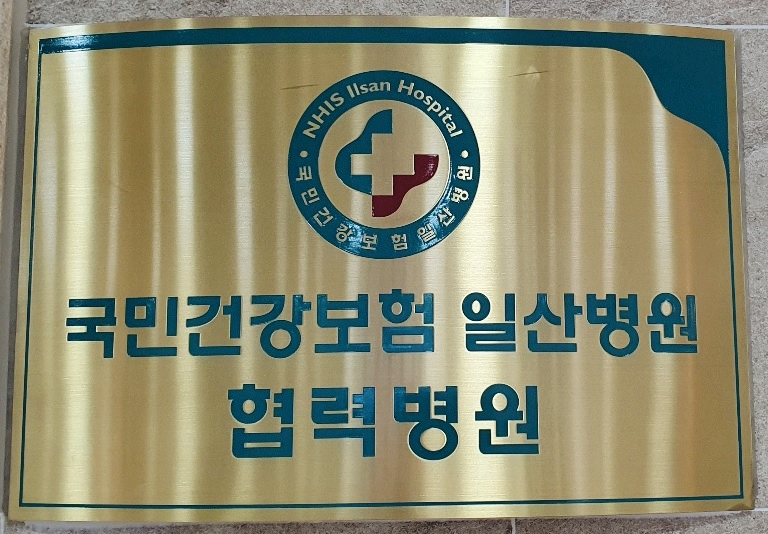 NHIS Ilsan Hospital
국민건강보험일산병원
국민건강보험 일산병원
협력병원